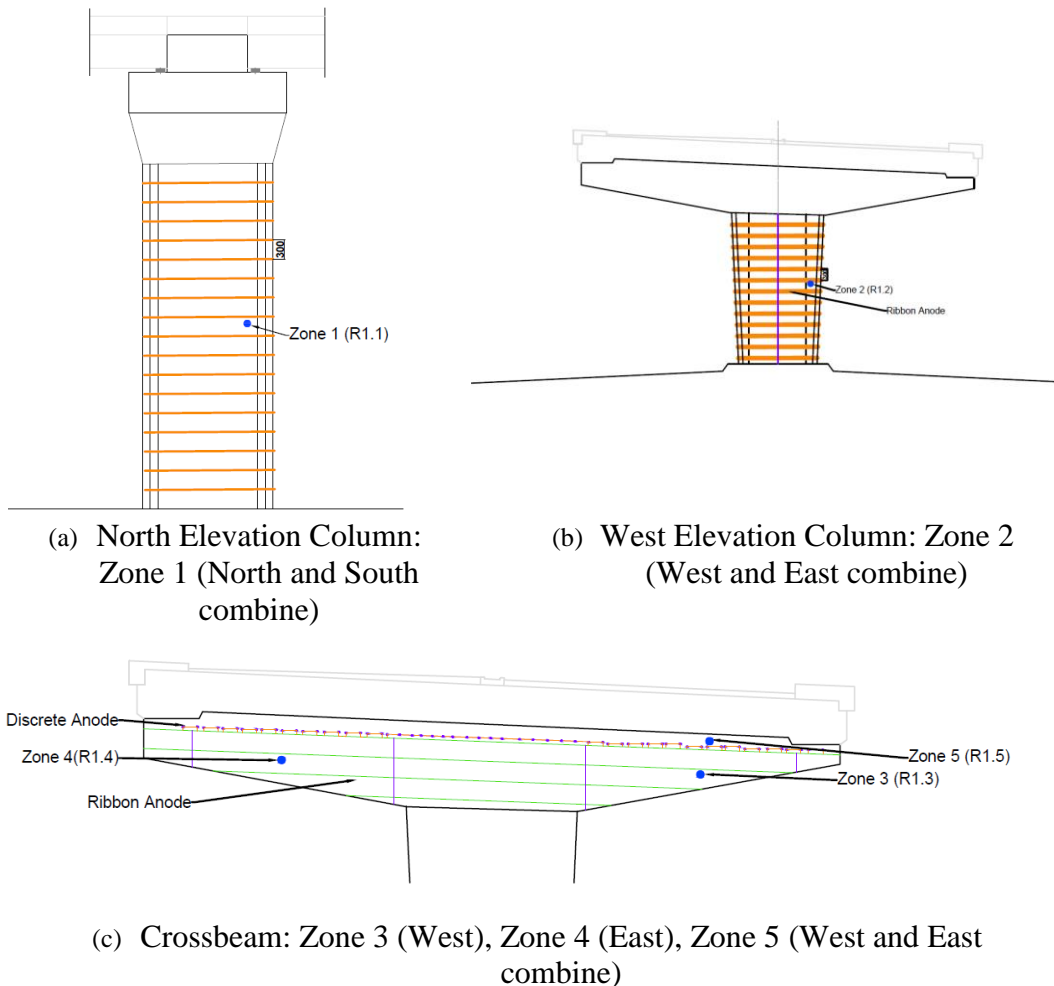 300
Zone 1 (R1.1)
Zone 2 (R1.2)
Ribbon Anode
(a) North Elevation Column:
Zone 1 (North and South
combine)
(b) West Elevation Column: Zone 2
(West and East combine)
Discrete Anode
Zone 4(R1.4)
Ribbon Anode
Zone 5 (R1.5)
Zone 3 (R1.3)
(c) Crossbeam: Zone 3 (West), Zone 4 (East), Zone 5 (West and East
combine)